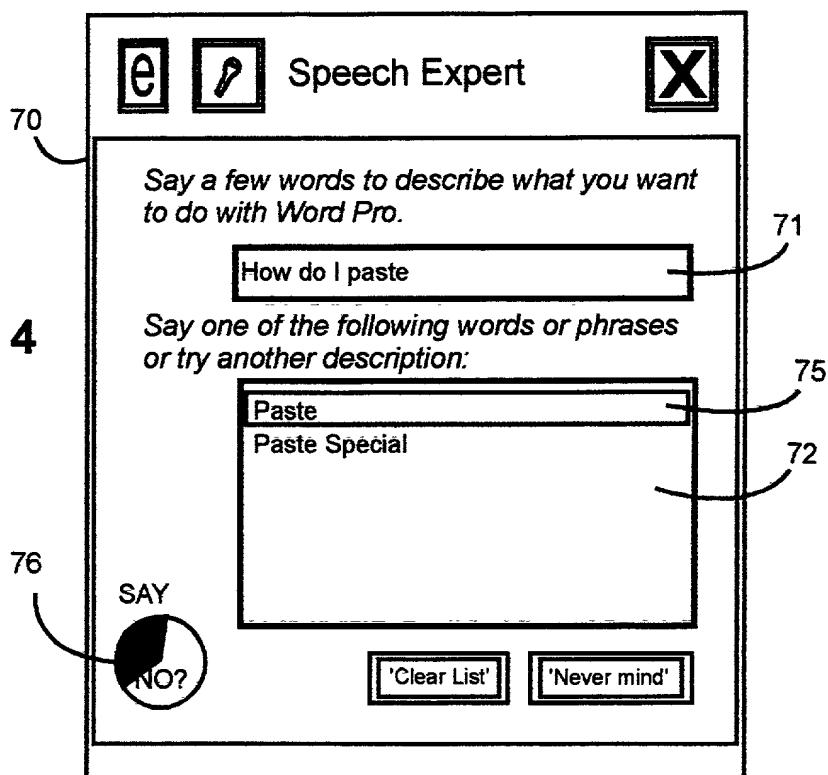 e Speech Expert X
70
Say a few words to describe what you want
to do with Word Pro.
71
How do I paste
4
Say one of the following words or phrases
or try another description:
75
Paste
Paste Special
72
76
SAY
NO?
'Clear List' 'Never mind'